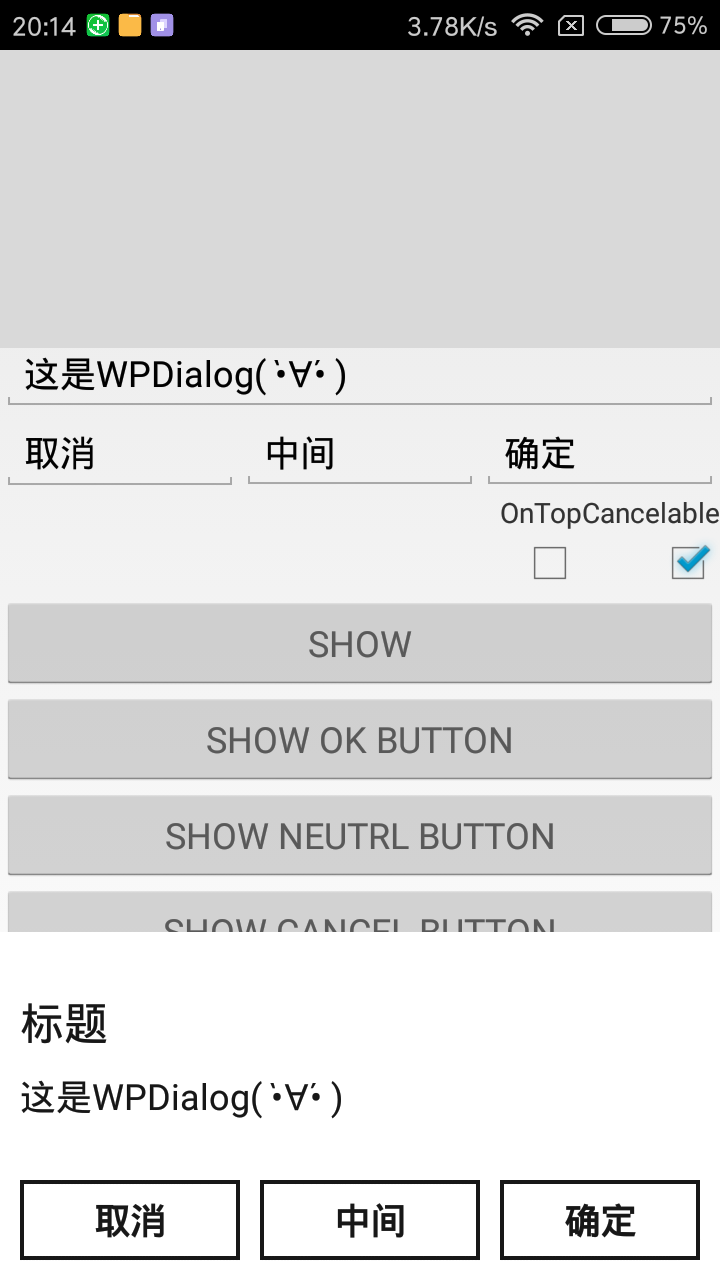 20:14 3.78K/s 75%
这是WPDialog( •̀∀•́ )
取消 中间 确定
OnTopCancelable
SHOW
SHOW OK BUTTON
SHOW NEUTRL BUTTON
SHOW CANCEL BUTTON
标题
这是WPDialog( •̀∀•́ )
取消 中间 确定